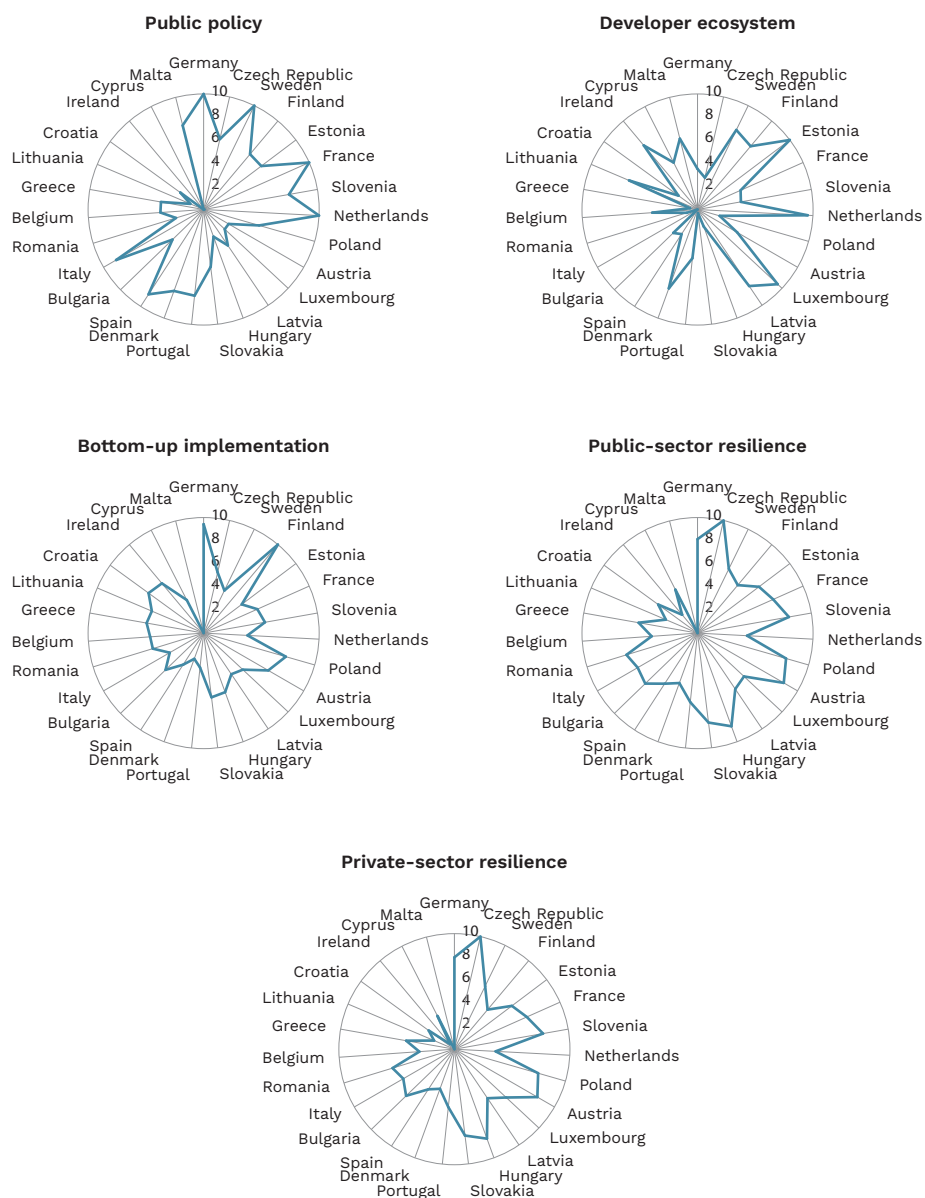 Public policy
Germany
Malta
Czech Republic
Cyprus
Sweden
Ireland
10
Finland
8
Croatia
Estonia
6
Lithuania
4
France
2
Greece
Slovenia
Belgium
Netherlands
Romania
Poland
Italy
Austria
Bulgaria
Luxembourg
Spain
Latvia
Denmark
Hungary
Portugal
Slovakia
Developer ecosystem
Germany
Malta
Czech Republic
Cyprus
Sweden
Ireland
10
Finland
8
Croatia
Estonia
6
Lithuania
4
France
2
Greece
Slovenia
Belgium
Netherlands
Romania
Poland
Italy
Austria
Bulgaria
Luxembourg
Spain
Latvia
Denmark
Hungary
Portugal
Slovakia
Bottom-up implementation
Germany
Malta
Czech Republic
Cyprus
Sweden
Ireland
10
Finland
8
Croatia
Estonia
6
Lithuania
4
France
2
Greece
Slovenia
Belgium
Netherlands
Romania
Poland
Italy
Austria
Bulgaria
Luxembourg
Spain
Latvia
Denmark
Hungary
Portugal
Slovakia
Public-sector resilience
Germany
Malta
Czech Republic
Cyprus
Sweden
Ireland
10
Finland
8
Croatia
Estonia
6
Lithuania
4
France
2
Greece
Slovenia
Belgium
Netherlands
Romania
Poland
Italy
Austria
Bulgaria
Luxembourg
Spain
Latvia
Denmark
Hungary
Portugal
Slovakia
Private-sector resilience
Germany
Malta
Czech Republic
Cyprus
Sweden
Ireland
10
Finland
8
Croatia
Estonia
6
Lithuania
4
France
2
Greece
Slovenia
Belgium
Netherlands
Romania
Poland
Italy
Austria
Bulgaria
Luxembourg
Spain
Latvia
Denmark
Hungary
Portugal
Slovakia